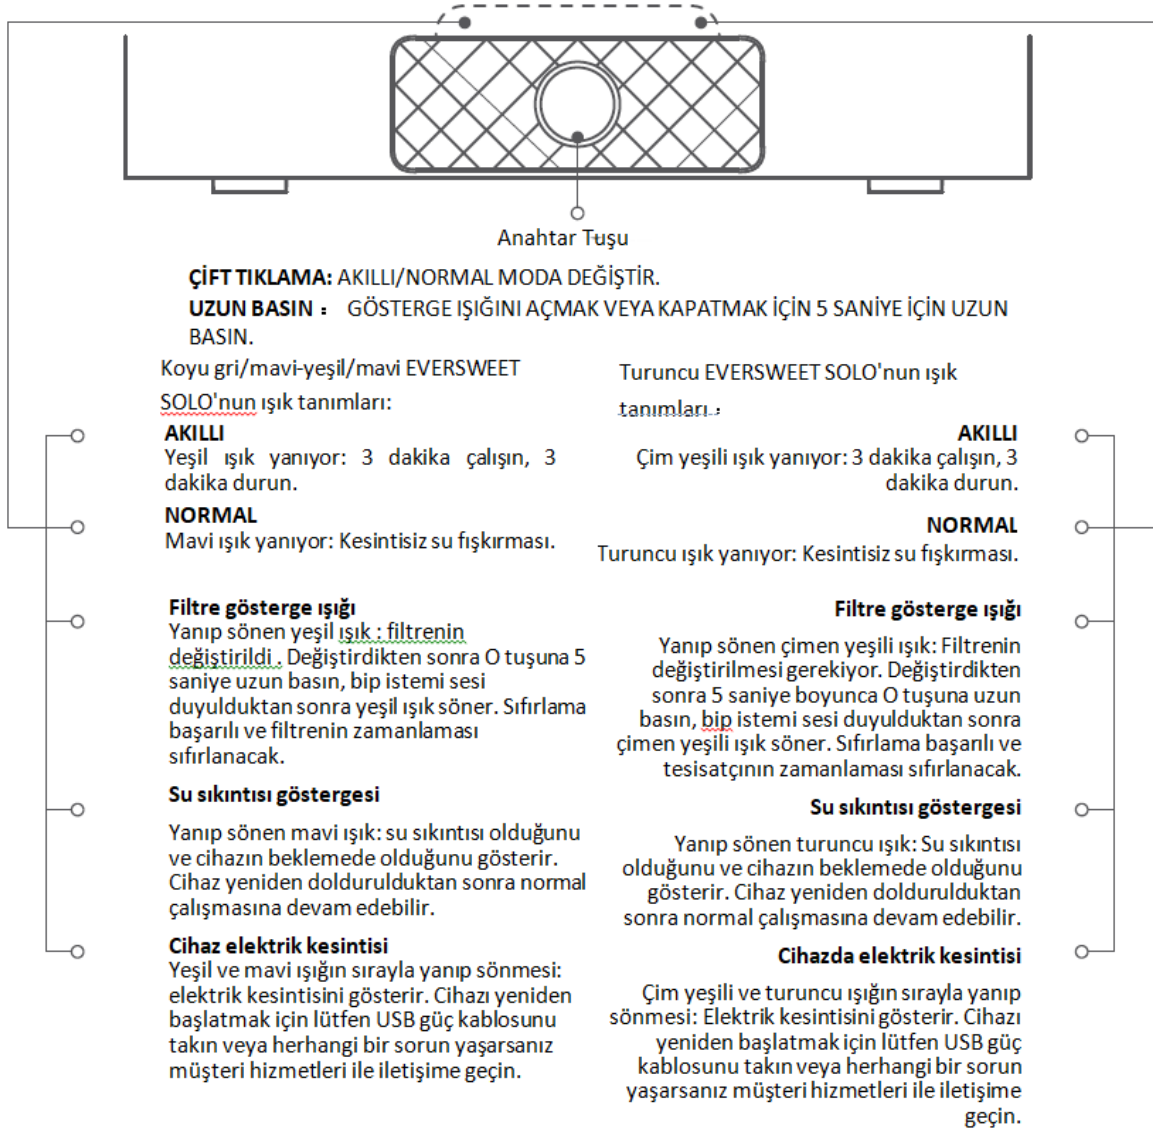 Anahtar Tuşu
ÇİFT TIKLAMA: AKILLI/NORMAL MODA DEĞİŞTİR.
UZUN BASIN : GÖSTERGE IŞIĞINI AÇMAK VEYA KAPATMAK İÇİN 5 SANİYE İÇİN UZUN
BASIN.
Koyu gri/mavi-yeşil/mavi EVERSWEET
SOLO'nun ışık tanımları:
AKILLI
Yeşil ışık yanıyor: 3 dakika çalışın, 3
dakika durun.
NORMAL
Mavi ışık yanıyor: Kesintisiz su fışkırması.
Filtre gösterge ışığı
Yanıp sönen yeşil ışık : filtrenin
değiştirildi . Değiştirdikten sonra O tuşuna 5
saniye uzun basın, bip istemi sesi
duyulduktan sonra yeşil ışık söner. Sıfırlama
başarılı ve filtrenin zamanlaması
sıfırlanacak.
Su sıkıntısı göstergesi
Yanıp sönen mavi ışık: su sıkıntısı olduğunu
ve cihazın beklemede olduğunu gösterir.
Cihaz yeniden doldurulduktan sonra normal
çalışmasına devam edebilir.
Cihaz elektrik kesintisi
Yeşil ve mavi ışığın sırayla yanıp sönmesi:
elektrik kesintisini gösterir. Cihazı yeniden
başlatmak için lütfen USB güç kablosunu
takın veya herhangi bir sorun yaşarsanız
müşteri hizmetleri ile iletişime geçin.
Turuncu EVERSWEET SOLO'nun ışık
tanımları :
AKILLI
Çim yeşili ışık yanıyor: 3 dakika çalışın, 3
dakika durun.
NORMAL
Turuncu ışık yanıyor: Kesintisiz su fışkırması.
Filtre gösterge ışığı
Yanıp sönen çimen yeşili ışık: Filtrenin
değiştirilmesi gerekiyor. Değiştirdikten
sonra 5 saniye boyunca O tuşuna uzun
basın, bip istemi sesi duyulduktan sonra
çimen yeşili ışık söner. Sıfırlama başarılı ve
tesisatçının zamanlaması sıfırlanacak.
Su sıkıntısı göstergesi
Yanıp sönen turuncu ışık: Su sıkıntısı
olduğunu ve cihazın beklemede olduğunu
gösterir. Cihaz yeniden doldurulduktan
sonra normal çalışmasına devam edebilir.
Cihazda elektrik kesintisi
Çim yeşili ve turuncu ışığın sırayla yanıp
sönmesi: Elektrik kesintisini gösterir. Cihazı
yeniden başlatmak için lütfen USB güç
kablosunu takın veya herhangi bir sorun
yaşarsanız müşteri hizmetleri ile iletişime
geçin.